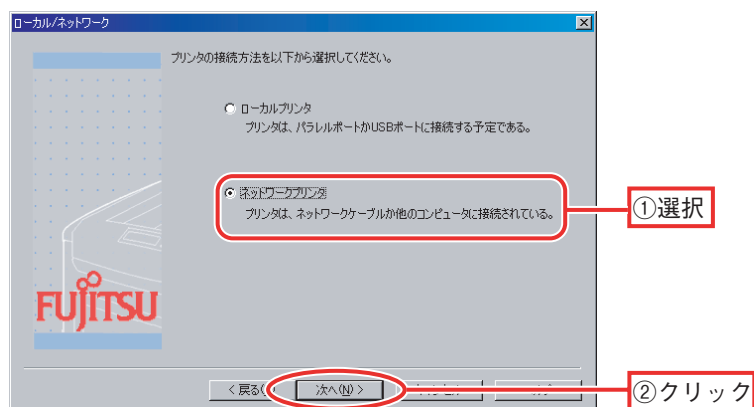 ローカル/ネットワーク
プリンタの接続方法を以下から選択してください。
ローカルプリンタ
プリンタは、パラレルポートかUSBポートに接続する予定である。
ネットワークプリンタ
プリンタは、ネットワークケーブルか他のコンピュータに接続されている。
①選択
FUJITSU
< 戻る(
次へ(N) >
②クリック